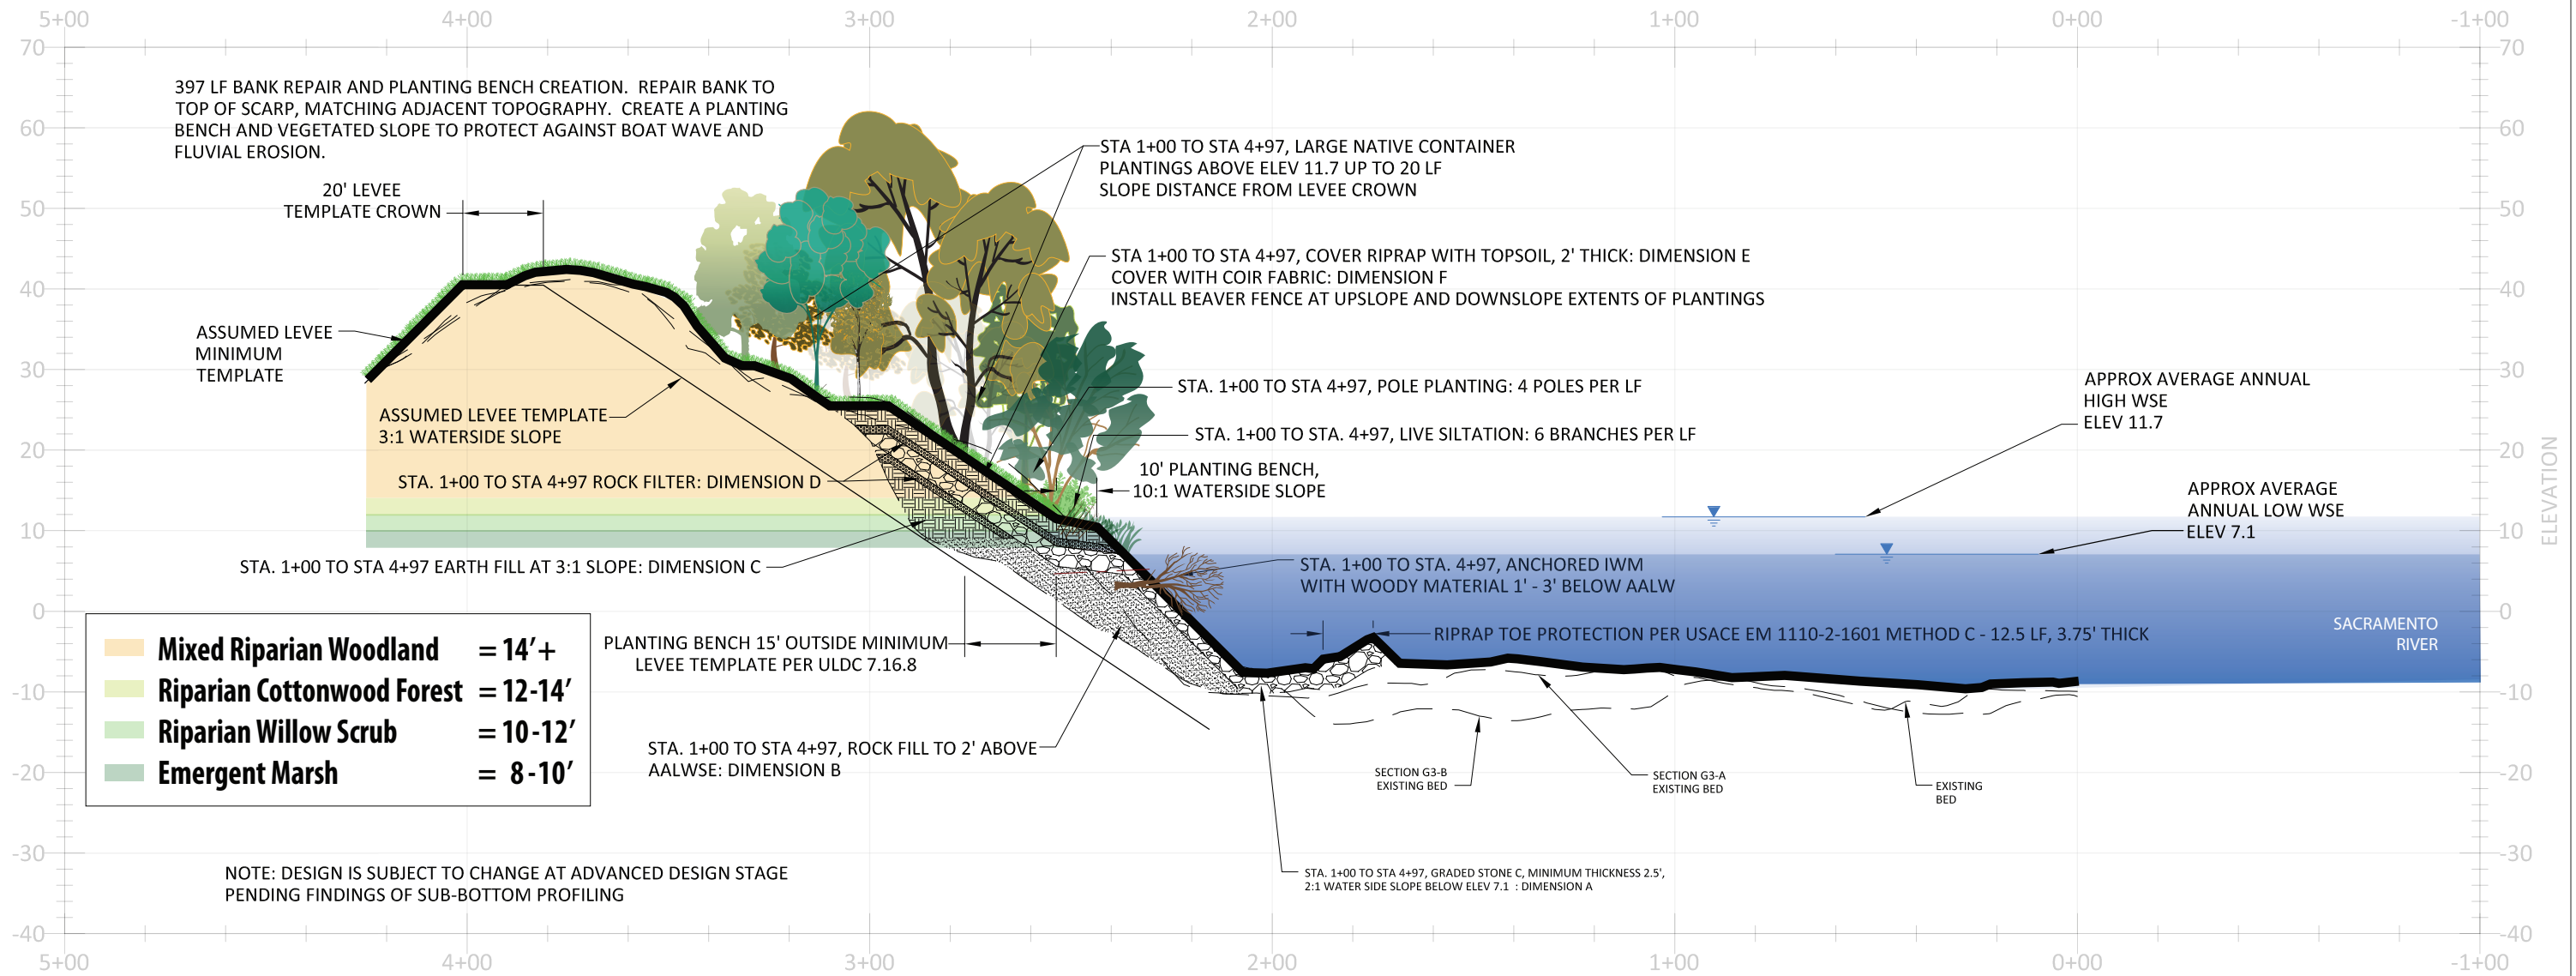 5+00 4+00 3+00 2+00 1+00 0+00 -1+00
70 70
60 60
50 50
40 40
30 30
20 20
10 10
0 0
-10 -10
-20 -20
-30 -30
-40 -40
5+00 4+00 3+00 2+00 1+00 0+00 -1+00
ELEVATION
397 LF BANK REPAIR AND PLANTING BENCH CREATION. REPAIR BANK TO
TOP OF SCARP, MATCHING ADJACENT TOPOGRAPHY. CREATE A PLANTING
BENCH AND VEGETATED SLOPE TO PROTECT AGAINST BOAT WAVE AND
FLUVIAL EROSION.
20' LEVEE
TEMPLATE CROWN
ASSUMED LEVEE
MINIMUM
TEMPLATE
ASSUMED LEVEE TEMPLATE
3:1 WATERSIDE SLOPE
STA. 1+00 TO STA 4+97 ROCK FILTER: DIMENSION D
STA. 1+00 TO STA 4+97 EARTH FILL AT 3:1 SLOPE: DIMENSION C
STA 1+00 TO STA 4+97, LARGE NATIVE CONTAINER
PLANTINGS ABOVE ELEV 11.7 UP TO 20 LF
SLOPE DISTANCE FROM LEVEE CROWN
STA 1+00 TO STA 4+97, COVER RIPRAP WITH TOPSOIL, 2' THICK: DIMENSION E
COVER WITH COIR FABRIC: DIMENSION F
INSTALL BEAVER FENCE AT UPSLOPE AND DOWNSLOPE EXTENTS OF PLANTINGS
STA. 1+00 TO STA 4+97, POLE PLANTING: 4 POLES PER LF
STA. 1+00 TO STA. 4+97, LIVE SILTATION: 6 BRANCHES PER LF
10' PLANTING BENCH,
10:1 WATERSIDE SLOPE
APPROX AVERAGE ANNUAL
HIGH WSE
ELEV 11.7
APPROX AVERAGE
ANNUAL LOW WSE
ELEV 7.1
STA. 1+00 TO STA. 4+97, ANCHORED IWM
WITH WOODY MATERIAL 1' - 3' BELOW AALW
RIPRAP TOE PROTECTION PER USACE EM 1110-2-1601 METHOD C - 12.5 LF, 3.75' THICK
SACRAMENTO
RIVER
Mixed Riparian Woodland = 14'+
Riparian Cottonwood Forest = 12-14'
Riparian Willow Scrub = 10-12'
Emergent Marsh = 8-10'
PLANTING BENCH 15' OUTSIDE MINIMUM
LEVEE TEMPLATE PER ULDC 7.16.8
STA. 1+00 TO STA 4+97, ROCK FILL TO 2' ABOVE
AALWSE: DIMENSION B
SECTION G3-B
EXISTING BED
SECTION G3-A
EXISTING BED
EXISTING
BED
STA. 1+00 TO STA 4+97, GRADED STONE C, MINIMUM THICKNESS 2.5',
2:1 WATER SIDE SLOPE BELOW ELEV 7.1 : DIMENSION A
NOTE: DESIGN IS SUBJECT TO CHANGE AT ADVANCED DESIGN STAGE
PENDING FINDINGS OF SUB-BOTTOM PROFILING